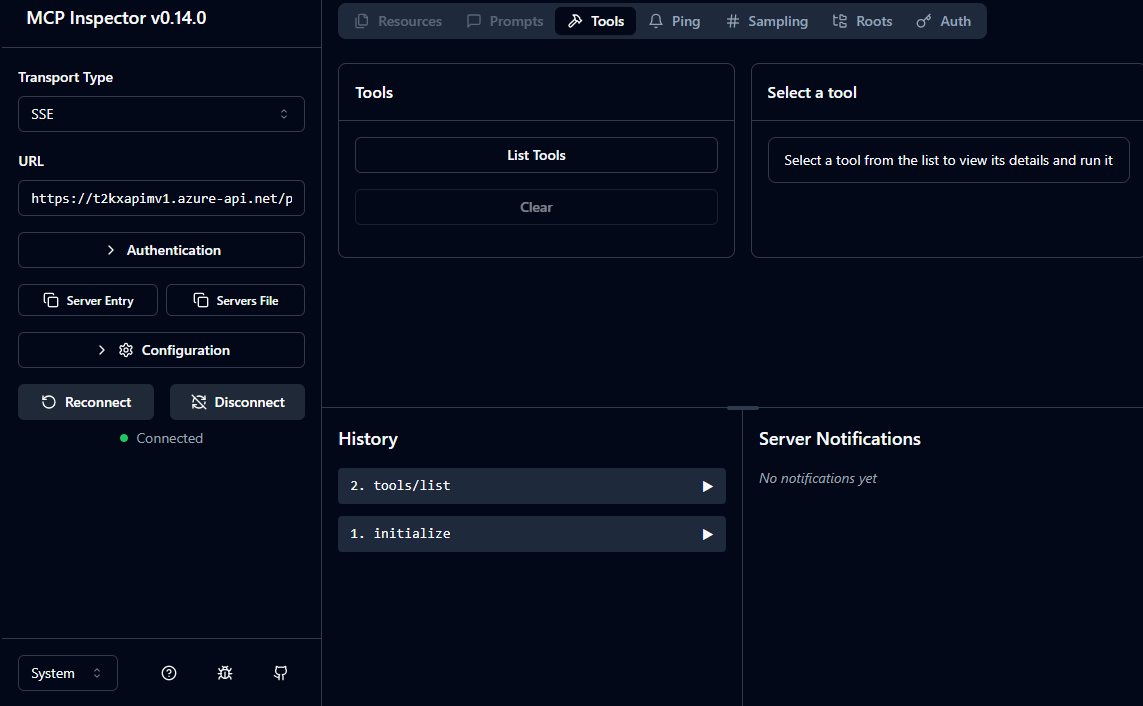 MCP Inspector v0.14.0
Transport Type
SSE
URL
https://t2kxapimv1.azure-api.net/p
Authentication
Server Entry
Servers File
Configuration
Reconnect
Disconnect
Connected
System
Resources
Prompts
Tools
Ping
Sampling
Roots
Auth
Tools
List Tools
Clear
Select a tool
Select a tool from the list to view its details and run it
History
2. tools/list
1. initialize
Server Notifications
No notifications yet